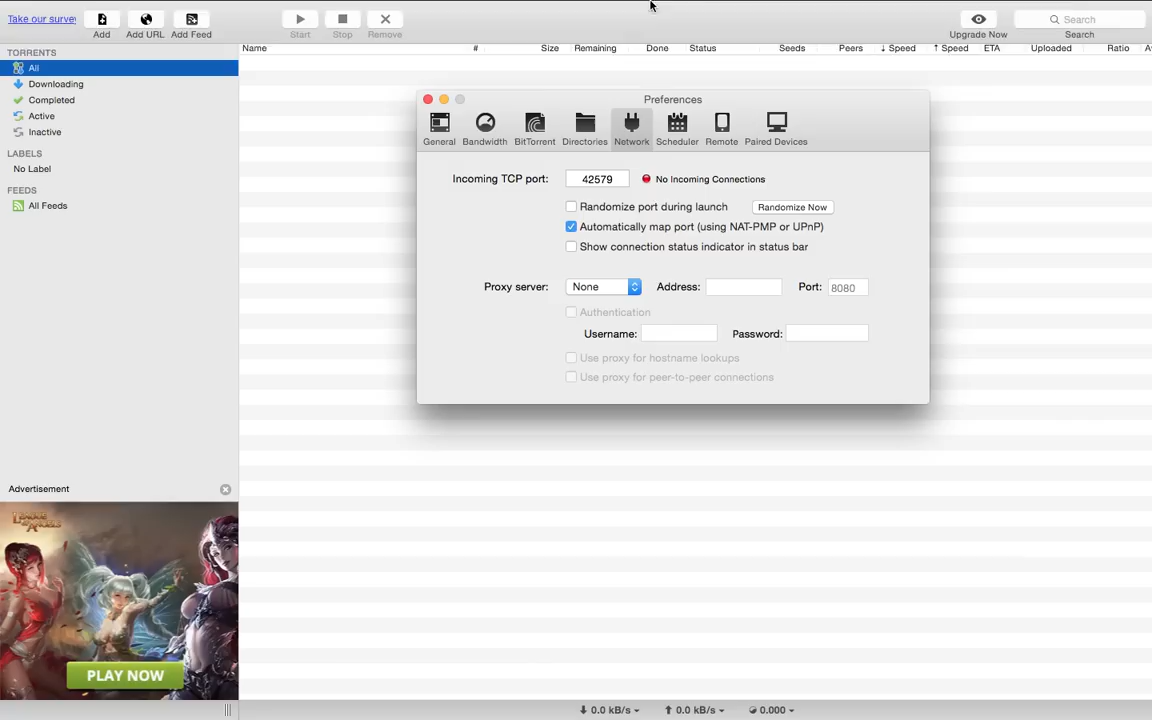 Take our surve
Add
Add URL
Add Feed
Start
Stop
Remove
Upgrade Now
Search
Search
TORRENTS
All
Downloading
Completed
Active
Inactive
LABELS
No Label
FEEDS
All Feeds
Name # Size Remaining Done Status Seeds Peers ↓ Speed ↑ Speed ETA Uploaded Ratio A
Preferences
General Bandwidth BitTorrent Directories Network Scheduler Remote Paired Devices
Incoming TCP port: 42579 No Incoming Connections
Randomize port during launch Randomize Now
Automatically map port (using NAT-PMP or UPnP)
Show connection status indicator in status bar
Proxy server: None Address: Port: 8080
Authentication
Username: Password:
Use proxy for hostname lookups
Use proxy for peer-to-peer connections
Advertisement
LEAGUE
OF ANGELS
PLAY NOW
0.0 kB/s 0.0 kB/s 0.000